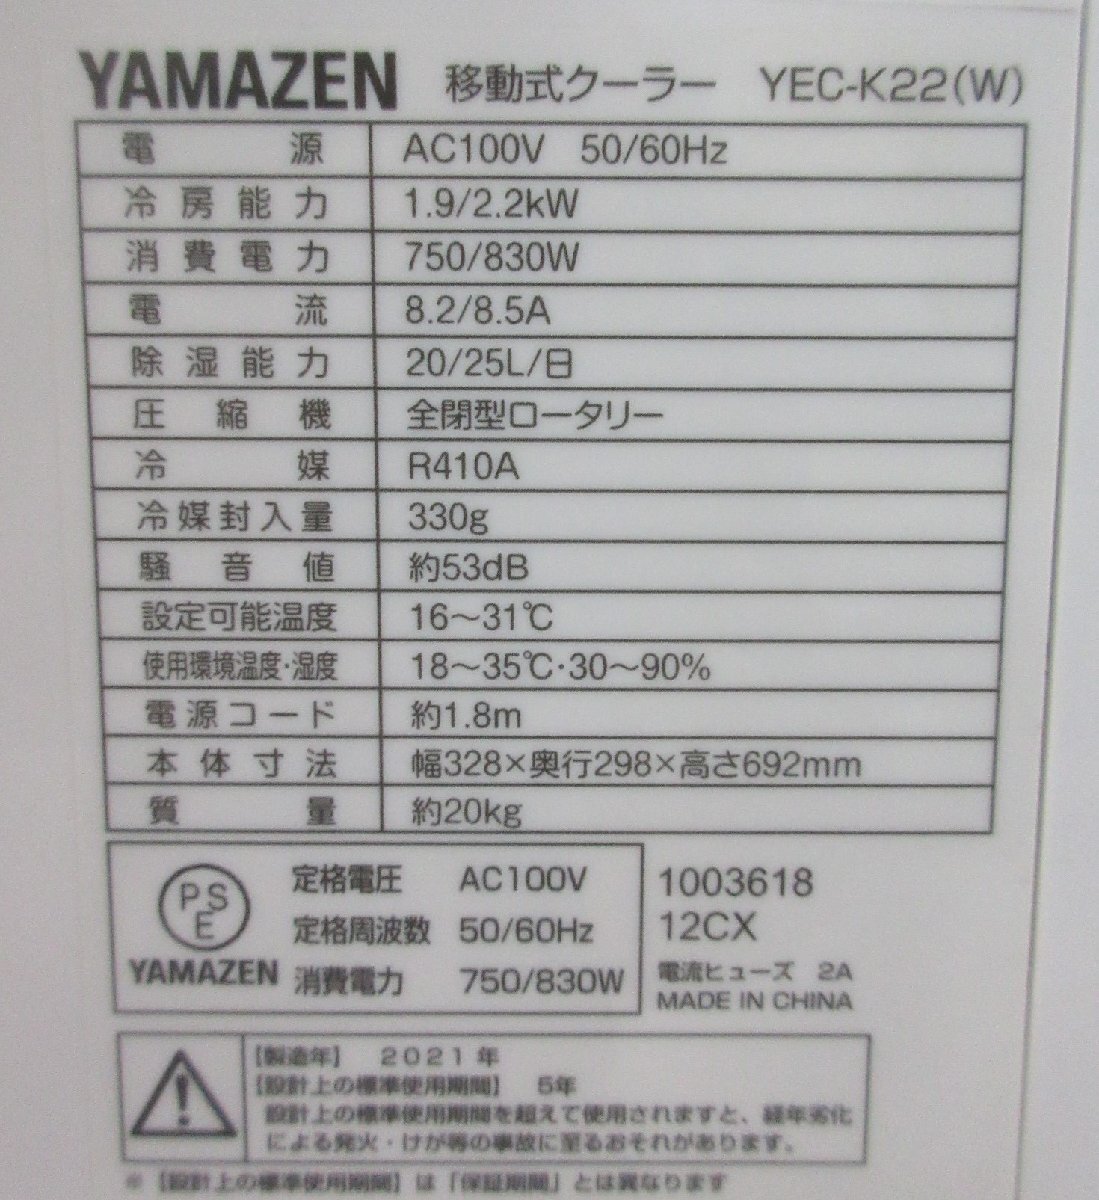 YAMAZEN 移動式クーラー YEC-K22(W)
電源 AC100V 50/60Hz
冷房能力 1.9/2.2kW
消費電力 750/830W
電流 8.2/8.5A
除湿能力 20/25L/日
圧縮機 全閉型ロータリー
冷媒 R410A
冷媒封入量 330g
騒音値 約53dB
設定可能温度 16〜31℃
使用環境温度・湿度 18〜35℃・30〜90%
電源コード 約1.8m
本体寸法 幅328×奥行298×高さ692mm
質量 約20kg
PSE
YAMAZEN
定格電圧 AC100V
定格周波数 50/60Hz
消費電力 750/830W
1003618
12CX
電流ヒューズ 2A
MADE IN CHINA
【製造年】 2021年
【設計上の標準使用期間】 5年
設計上の標準使用期間を超えて使用されますと、経年劣化
による発火・けが等の事故に至るおそれがあります。
※【設計上の標準使用期間】は「保証期間」とは異なります